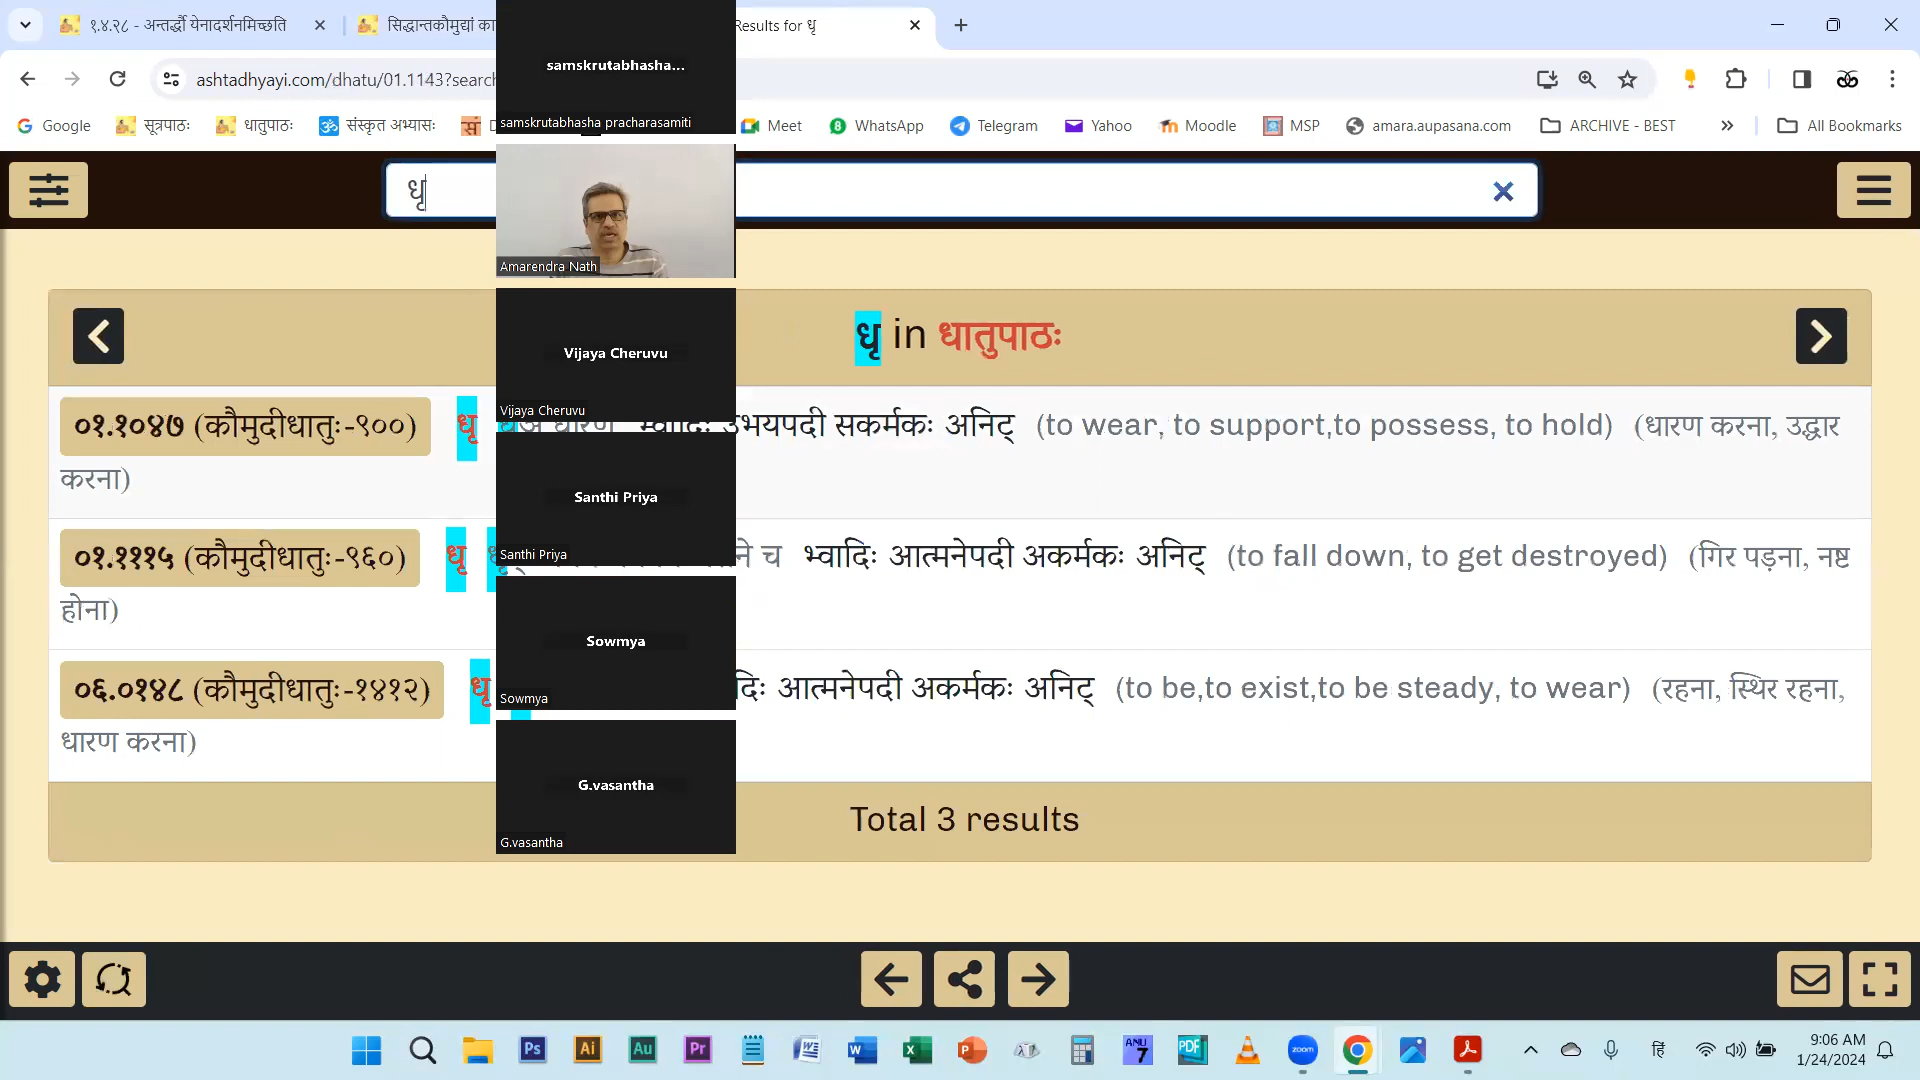 १.४.२८ - अन्तर्द्धौ येनादर्शनमिच्छति
सिद्धान्तकौमुद्यां
Results for धृ
ashtadhyayi.com/dhatu/01.1143?search
Google
सूत्रपाठः
धातुपाठः
संस्कृत अभ्यासः
Meet
WhatsApp
Telegram
Yahoo
Moodle
MSP
amara.aupasana.com
ARCHIVE - BEST
All Bookmarks
samskrutabhasha...
samskrutabhasha pracharasamiti
धृ
Amarendra Nath
धृ in धातुपाठः
Vijaya Cheruvu
Vijaya Cheruvu
०१.१०४७ (कौमुदीधातुः-९००) धृ धृञ् धारणे भ्वादिः उभयपदी सकर्मकः अनिट् (to wear, to support,to possess, to hold) (धारण करना, उद्धार
करना)
Santhi Priya
Santhi Priya
०१.१११५ (कौमुदीधातुः-९६०) धृ च भ्वादिः आत्मनेपदी अकर्मकः अनिट् (to fall down, to get destroyed) (गिर पड़ना, नष्ट
होना)
Sowmya
Sowmya
०६.०१४८ (कौमुदीधातुः-१४१२) धृ आत्मनेपदी अकर्मकः अनिट् (to be,to exist,to be steady, to wear) (रहना, स्थिर रहना,
धारण करना)
G.vasantha
G.vasantha
Total 3 results
9:06 AM
1/24/2024